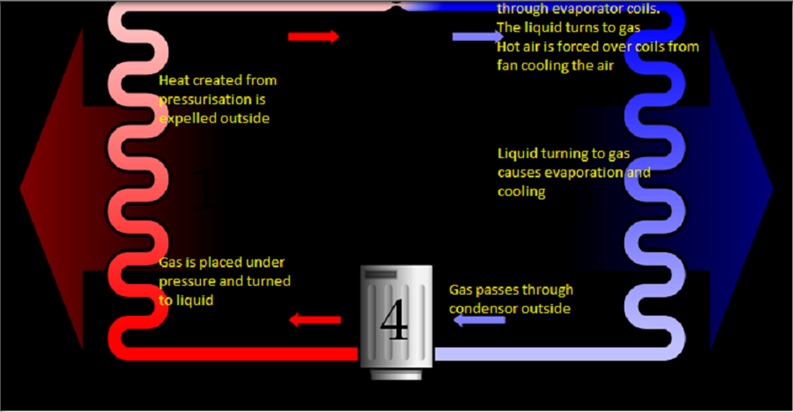 through evaporator coils.
The liquid turns to gas
Hot air is forced over coils from
fan cooling the air
Heat created from
pressurisation is
expelled outside
Liquid turning to gas
causes evaporation and
cooling
1
Gas is placed under
pressure and turned
to liquid
Gas passes through
condensor outside
4